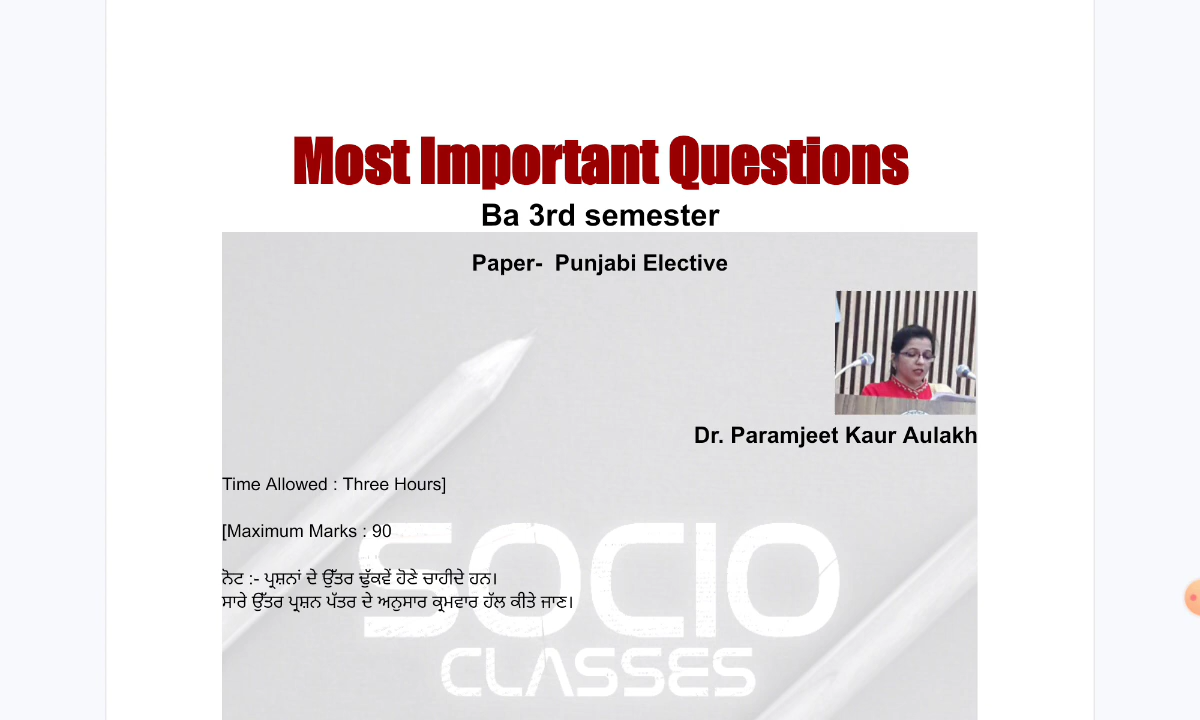 Most Important Questions
Ba 3rd semester
Paper-  Punjabi Elective
Dr. Paramjeet Kaur Aulakh
Time Allowed : Three Hours]
[Maximum Marks : 90
ਨੋਟ :- ਪ੍ਰਸ਼ਨਾਂ ਦੇ ਉੱਤਰ ਢੁੱਕਵੇਂ ਹੋਣੇ ਚਾਹੀਦੇ ਹਨ।
ਸਾਰੇ ਉੱਤਰ ਪ੍ਰਸ਼ਨ ਪੱਤਰ ਦੇ ਅਨੁਸਾਰ ਕ੍ਰਮਵਾਰ ਹੱਲ ਕੀਤੇ ਜਾਣ।
SOCIO
CLASSES